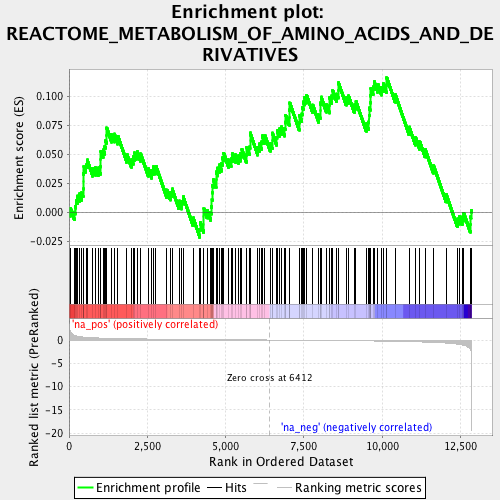 Enrichment plot:
REACTOME_METABOLISM_OF_AMINO_ACIDS_AND_DE
RIVATIVES
Enrichment score (ES)
0.100
0.075
0.050
0.025
0.000
-0.025
'na_pos' (positively correlated)
Ranked list metric (PreRanked)
0
-5
-10
-15
-20
Zero cross at 6412
'na_neg' (negatively correlated)
0 2,500 5,000 7,500 10,000 12,500
Rank in Ordered Dataset
Enrichment profile Hits Ranking metric scores